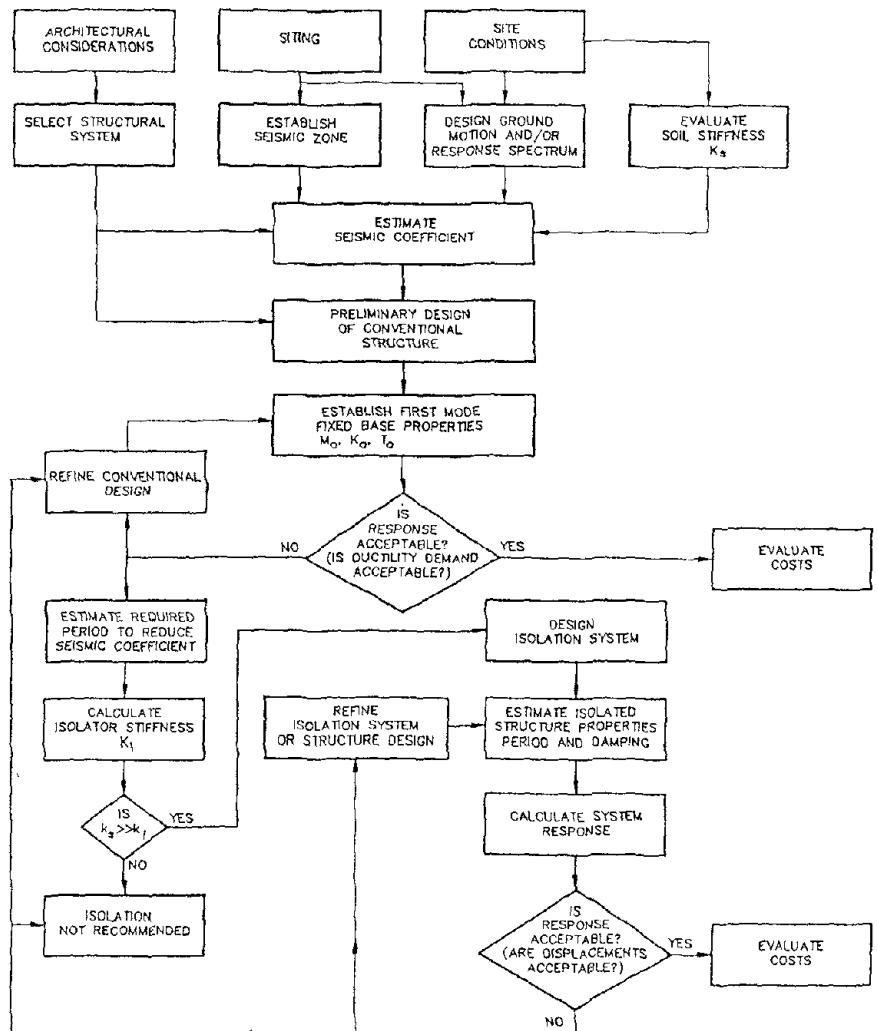 ARCHITECTURAL
CONSIDERATIONS
SITING
SITE
CONDITIONS
SELECT STRUCTURAL
SYSTEM
ESTABLISH
SEISMIC ZONE
DESIGN GROUND
MOTION AND/OR
RESPONSE SPECTRUM
EVALUATE
SOIL STIFFNESS
Ks
ESTIMATE
SEISMIC COEFFICIENT
PRELIMINARY DESIGN
OF CONVENTIONAL
STRUCTURE
ESTABLISH FIRST MODE
FIXED BASE PROPERTIES
Mo, Ko, To
REFINE CONVENTIONAL
DESIGN
IS
RESPONSE
ACCEPTABLE?
(IS DUCTILITY DEMAND
ACCEPTABLE?)
NO
YES
EVALUATE
COSTS
ESTIMATE REQUIRED
PERIOD TO REDUCE
SEISMIC COEFFICIENT
DESIGN
ISOLATION SYSTEM
CALCULATE
ISOLATOR STIFFNESS
KI
REFINE
ISOLATION SYSTEM
OR STRUCTURE DESIGN
ESTIMATE ISOLATED
STRUCTURE PROPERTIES
PERIOD AND DAMPING
IS
ks>>kI
YES
NO
CALCULATE SYSTEM
RESPONSE
ISOLATION
NOT RECOMMENDED
IS
RESPONSE
ACCEPTABLE?
(ARE DISPLACEMENTS
ACCEPTABLE?)
YES
EVALUATE
COSTS
NO